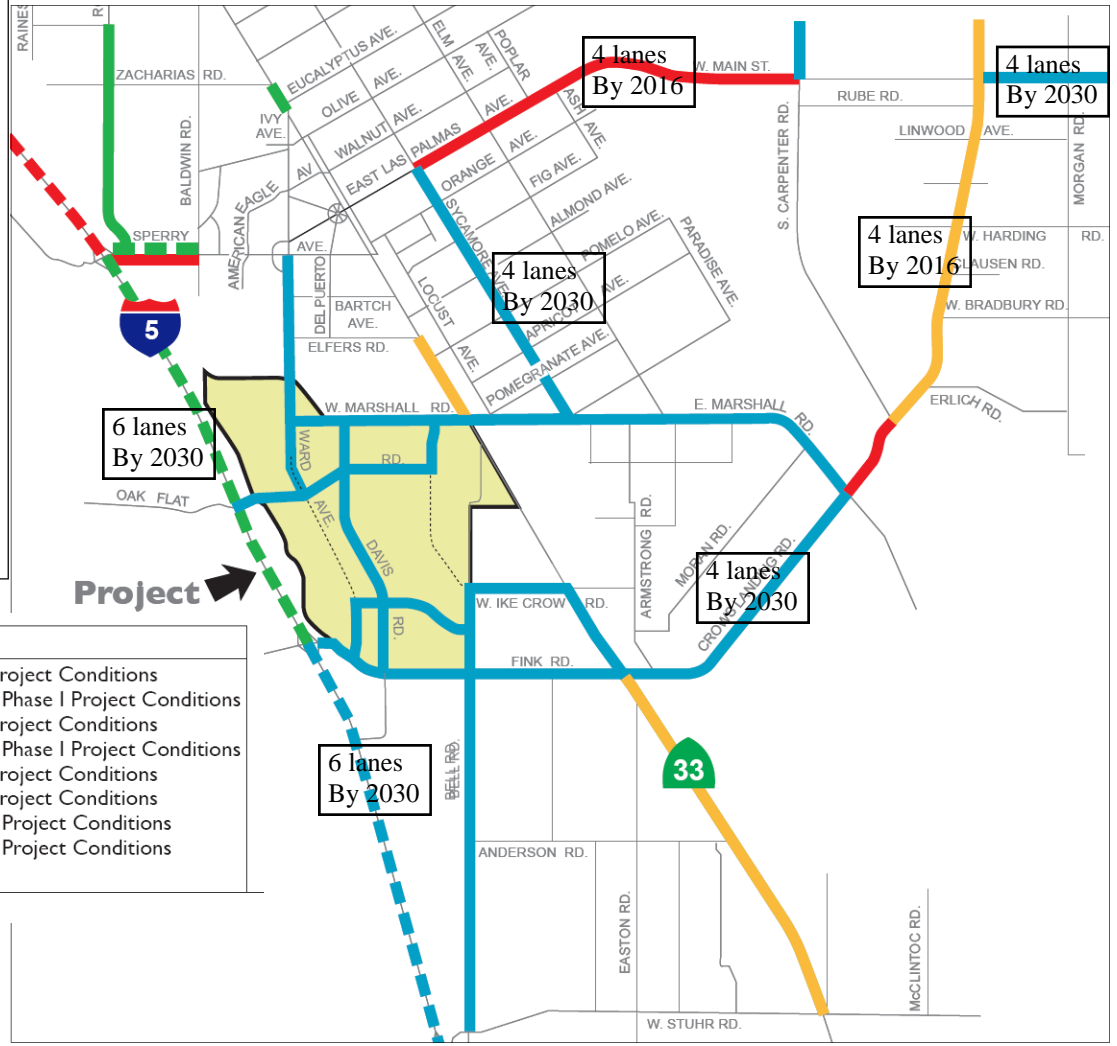 RAINES
R
ZACHARIAS RD.
BALDWIN RD.
EUCALYPTUS AVE.
ELM AVE.
POPLAR AVE.
OLIVE AVE.
IVY AVE.
WALNUT AVE.
EAST LAS PALMAS AVE.
ASH AVE.
4 lanes
By 2016
W. MAIN ST.
4 lanes
By 2030
RUBE RD.
LINWOOD AVE.
MORGAN RD.
S. CARPENTER RD.
ORANGE AVE.
FIG AVE.
ALMOND AVE.
AMERICAN EAGLE AV
SPERRY AVE.
SYCAMORE AVE.
ROMELO AVE.
PARADISE AVE.
4 lanes
By 2016
W. HARDING RD.
CLAUSEN RD.
W. BRADBURY RD.
4 lanes
By 2030
DEL PUERTO
LOCUST AVE.
BARTCH AVE.
APRICOT AVE.
5
ELFERS RD.
POMEGRANATE AVE.
ERLICH RD.
W. MARSHALL RD.
E. MARSHALL RD.
6 lanes
By 2030
WARD AVE.
RD.
OAK FLAT
ARMSTRONG RD.
MORAN RD.
DAVIS RD.
4 lanes
By 2030
CROWS LANDING RD.
Project
W. IKE CROW RD.
FINK RD.
roject Conditions
Phase I Project Conditions
roject Conditions
Phase I Project Conditions
roject Conditions
roject Conditions
Project Conditions
Project Conditions
6 lanes
By 2030
BELL RD.
BELL RD.
33
ANDERSON RD.
EASTON RD.
McCLINTOC RD.
W. STUHR RD.